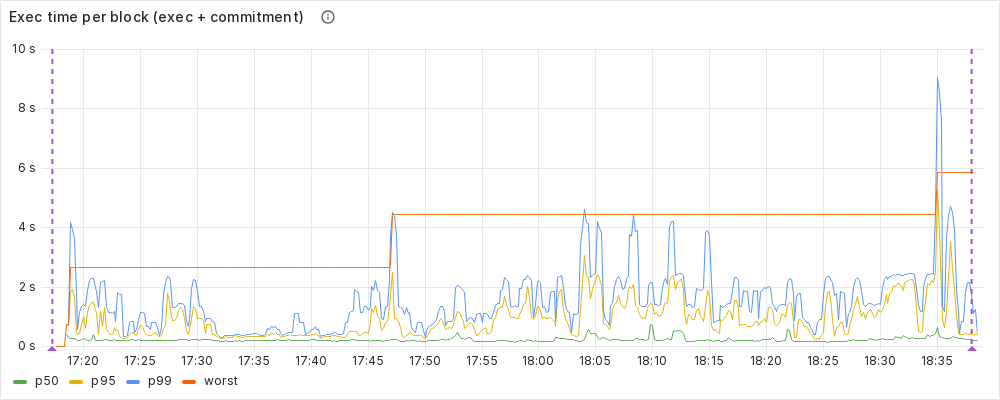 Exec time per block (exec + commitment)
10 s
8 s
6 s
4 s
2 s
0 s
17:20 17:25 17:30 17:35 17:40 17:45 17:50 17:55 18:00 18:05 18:10 18:15 18:20 18:25 18:30 18:35
p50 p95 p99 worst